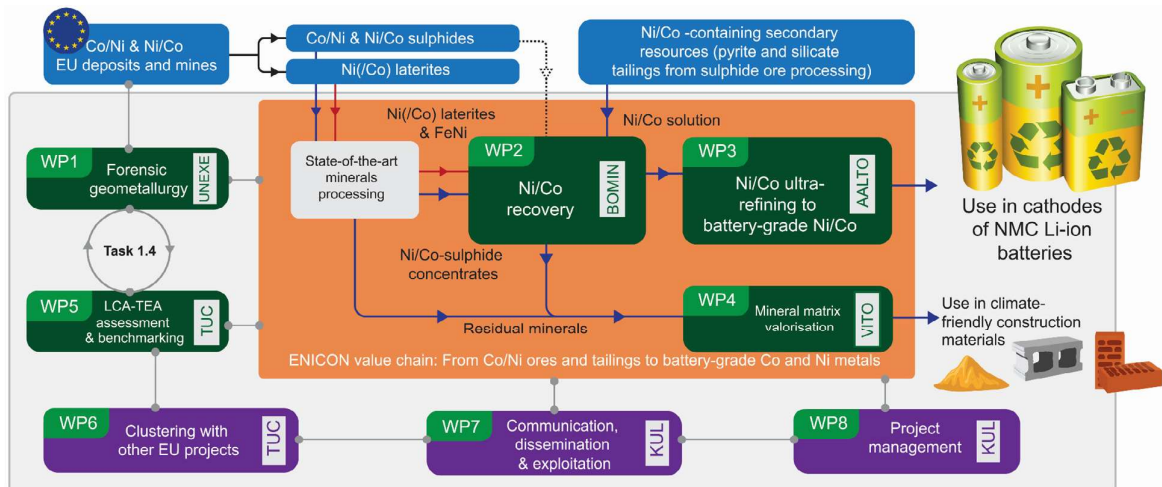 Co/Ni & Ni/Co
EU deposits and mines
Co/Ni & Ni/Co sulphides
Ni(/Co) laterites
Ni/Co -containing secondary
resources (pyrite and silicate
tailings from sulphide ore processing)
WP1
Forensic
geometallurgy
UNEXE
Task 1.4
WP5
LCA-TEA
assessment
& benchmarking
TUC
State-of-the-art
minerals
processing
Ni(/Co) laterites
& FeNi
Ni/Co solution
WP2
Ni/Co
recovery
BOMIN
WP3
Ni/Co ultra-
refining to
battery-grade Ni/Co
AALTO
Ni/Co-sulphide
concentrates
Residual minerals
WP4
Mineral matrix
valorisation
VITO
ENICON value chain: From Co/Ni ores and tailings to battery-grade Co and Ni metals
Use in cathodes
of NMC Li-ion
batteries
Use in climate-
friendly construction
materials
WP6
Clustering with
other EU projects
TUC
WP7
Communication,
dissemination
& exploitation
KUL
WP8
Project
management
KUL